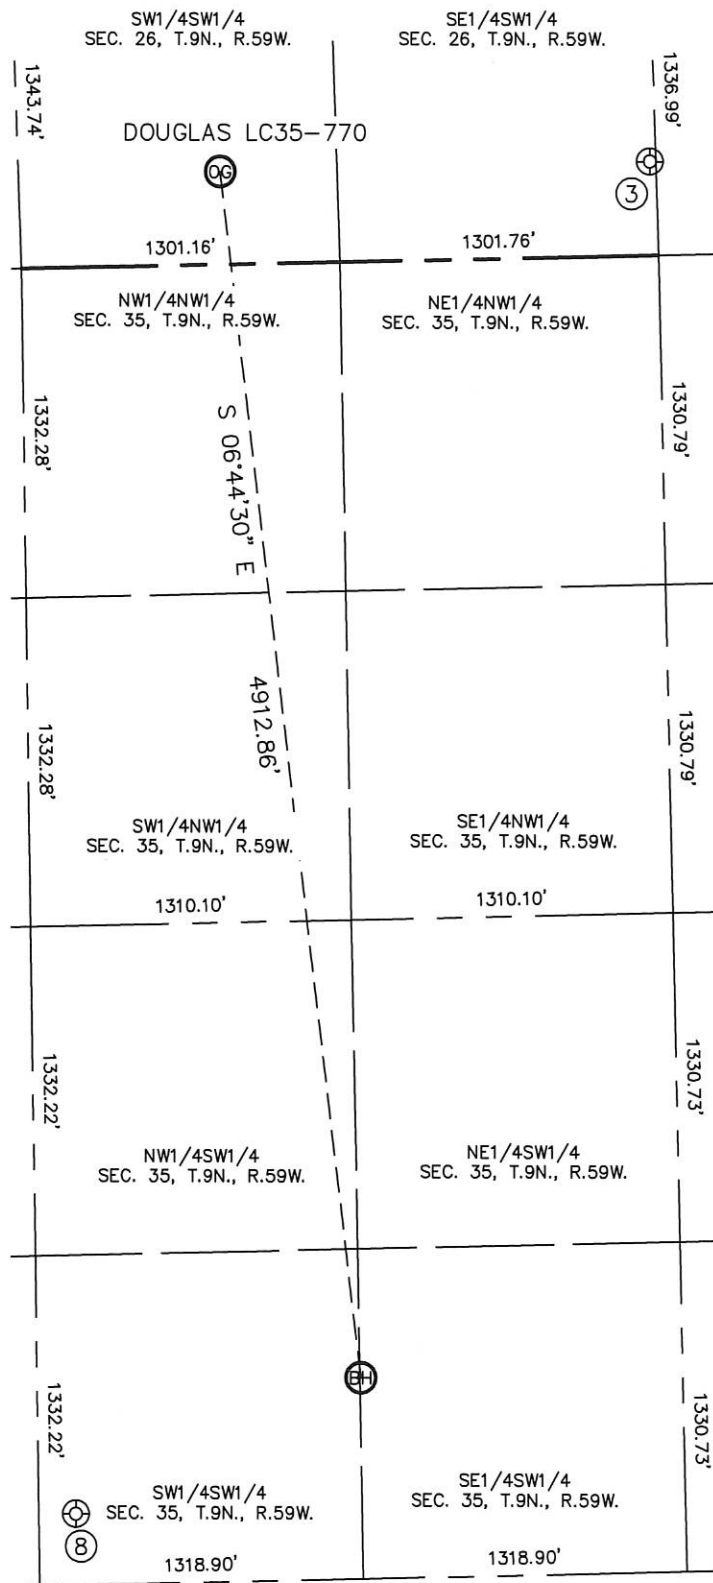 SW1/4SW1/4
SEC. 26, T.9N., R.59W.
SE1/4SW1/4
SEC. 26, T.9N., R.59W.
1343.74'
1336.99'
DOUGLAS LC35-770
OG
3
1301.16'
1301.76'
NW1/4NW1/4
SEC. 35, T.9N., R.59W.
NE1/4NW1/4
SEC. 35, T.9N., R.59W.
1332.28'
S 06°44'30" E
1330.79'
4912.86'
1332.28'
1330.79'
SW1/4NW1/4
SEC. 35, T.9N., R.59W.
SE1/4NW1/4
SEC. 35, T.9N., R.59W.
1310.10'
1310.10'
1332.22'
1330.73'
NW1/4SW1/4
SEC. 35, T.9N., R.59W.
NE1/4SW1/4
SEC. 35, T.9N., R.59W.
BH
1332.22'
1330.73'
SW1/4SW1/4
SEC. 35, T.9N., R.59W.
SE1/4SW1/4
SEC. 35, T.9N., R.59W.
8
1318.90'
1318.90'